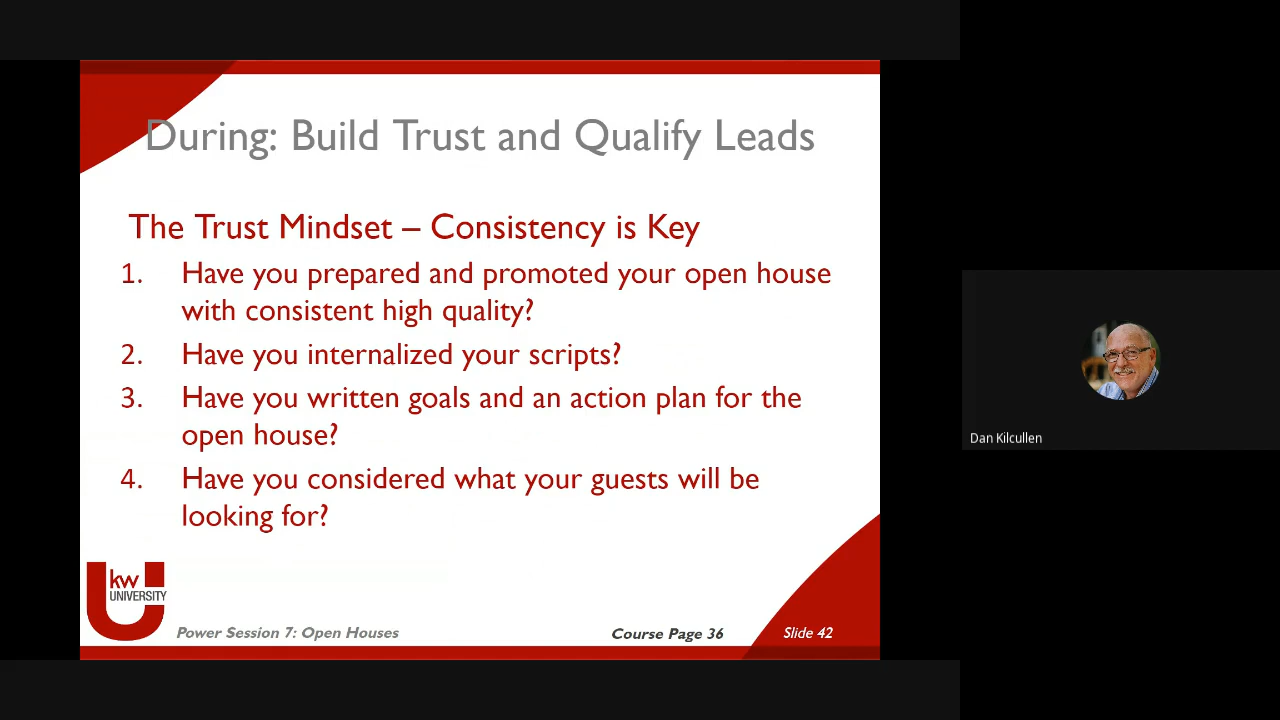 During: Build Trust and Qualify Leads
The Trust Mindset – Consistency is Key
1. Have you prepared and promoted your open house
with consistent high quality?
2. Have you internalized your scripts?
3. Have you written goals and an action plan for the
open house?
4. Have you considered what your guests will be
looking for?
kw
UNIVERSITY
Power Session 7: Open Houses
Course Page 36
Slide 42
Dan Kilcullen